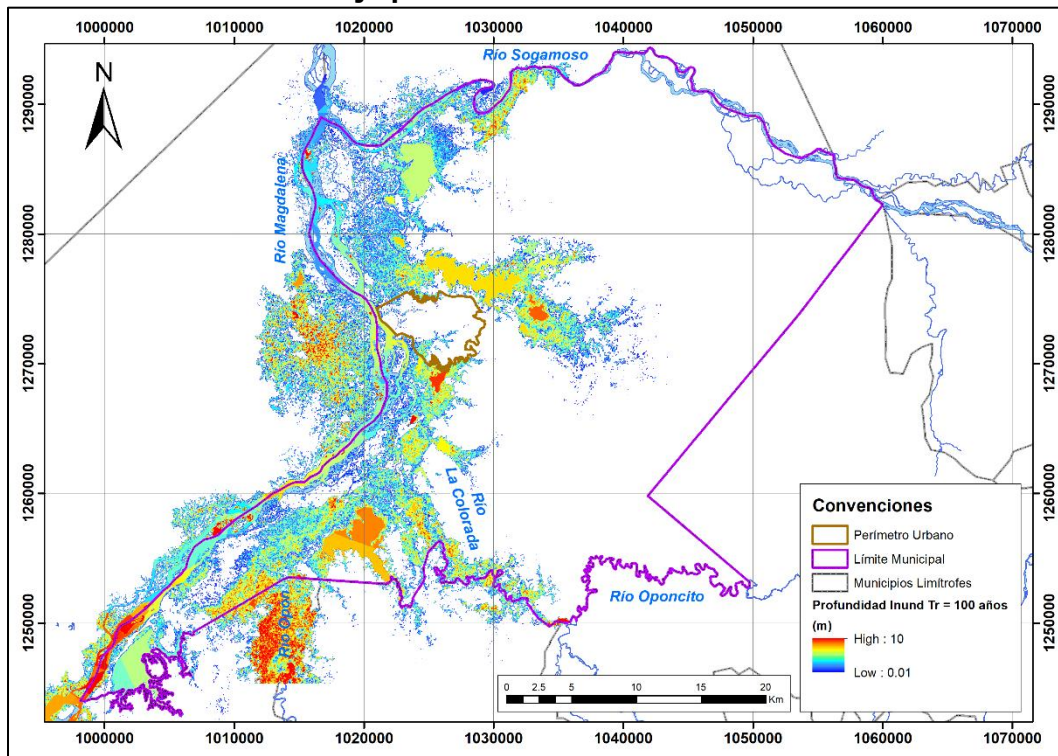 1000000 1010000 1020000 1030000 1040000 1050000 1060000 1070000
N
Río Sogamoso
1290000 1290000
Río Magdalena
1280000 1280000
1270000 1270000
1260000 1260000
Río
La Colorada
Río Oponcito
Río Opón
1250000 1250000
Convenciones
Perímetro Urbano
Límite Municipal
Municipios Limítrofes
Profundidad Inund Tr = 100 años
(m)
High : 10
Low : 0.01
0 2.5 5 10 15 20
Km
1000000 1010000 1020000 1030000 1040000 1050000 1060000 1070000